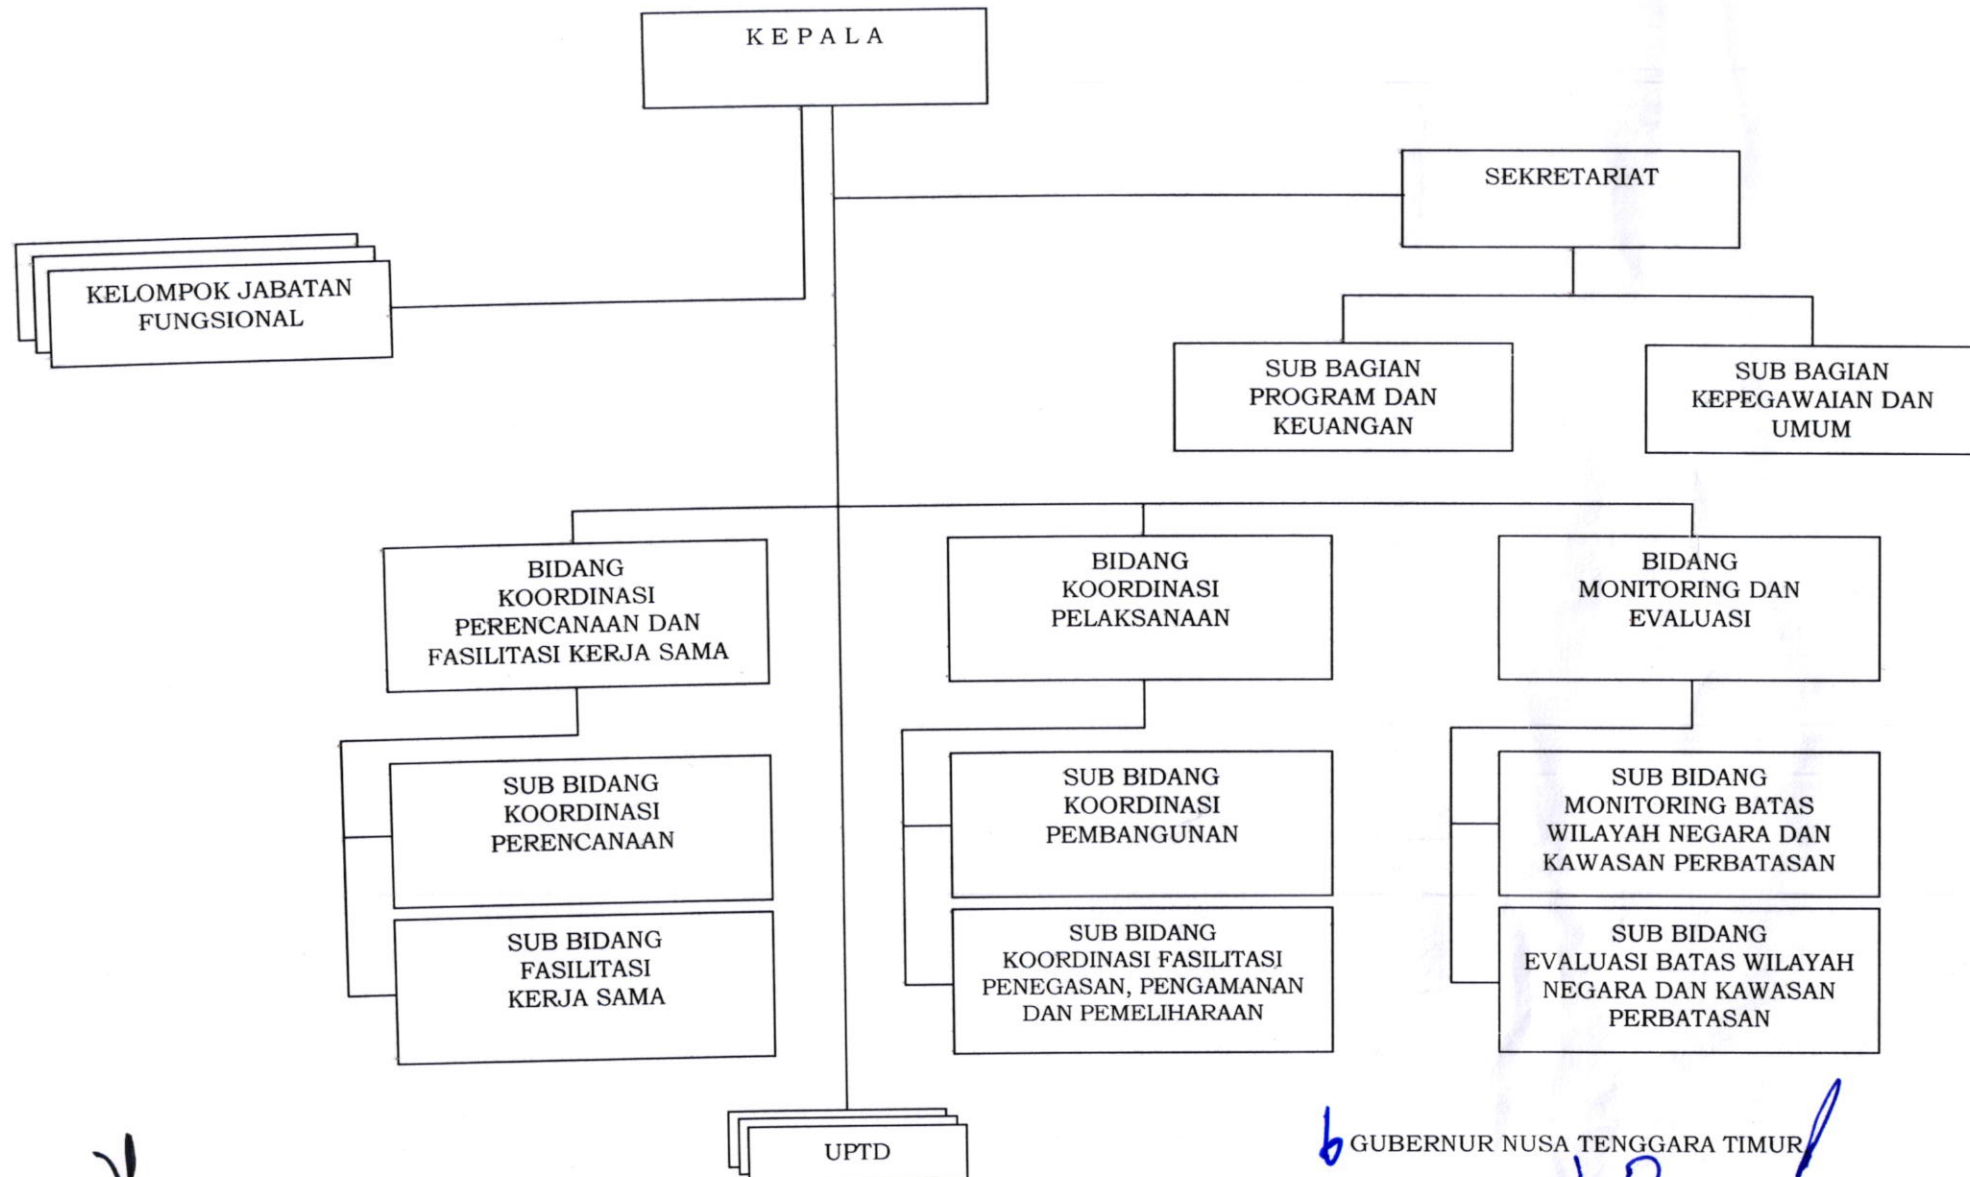 K E P A L A
SEKRETARIAT
KELOMPOK JABATAN
FUNGSIONAL
SUB BAGIAN
PROGRAM DAN
KEUANGAN
SUB BAGIAN
KEPEGAWAIAN DAN
UMUM
BIDANG
KOORDINASI
PERENCANAAN DAN
FASILITASI KERJA SAMA
BIDANG
KOORDINASI
PELAKSANAAN
BIDANG
MONITORING DAN
EVALUASI
SUB BIDANG
KOORDINASI
PERENCANAAN
SUB BIDANG
KOORDINASI
PEMBANGUNAN
SUB BIDANG
MONITORING BATAS
WILAYAH NEGARA DAN
KAWASAN PERBATASAN
SUB BIDANG
FASILITASI
KERJA SAMA
SUB BIDANG
KOORDINASI FASILITASI
PENEGASAN, PENGAMANAN
DAN PEMELIHARAAN
SUB BIDANG
EVALUASI BATAS WILAYAH
NEGARA DAN KAWASAN
PERBATASAN
UPTD
GUBERNUR NUSA TENGGARA TIMUR